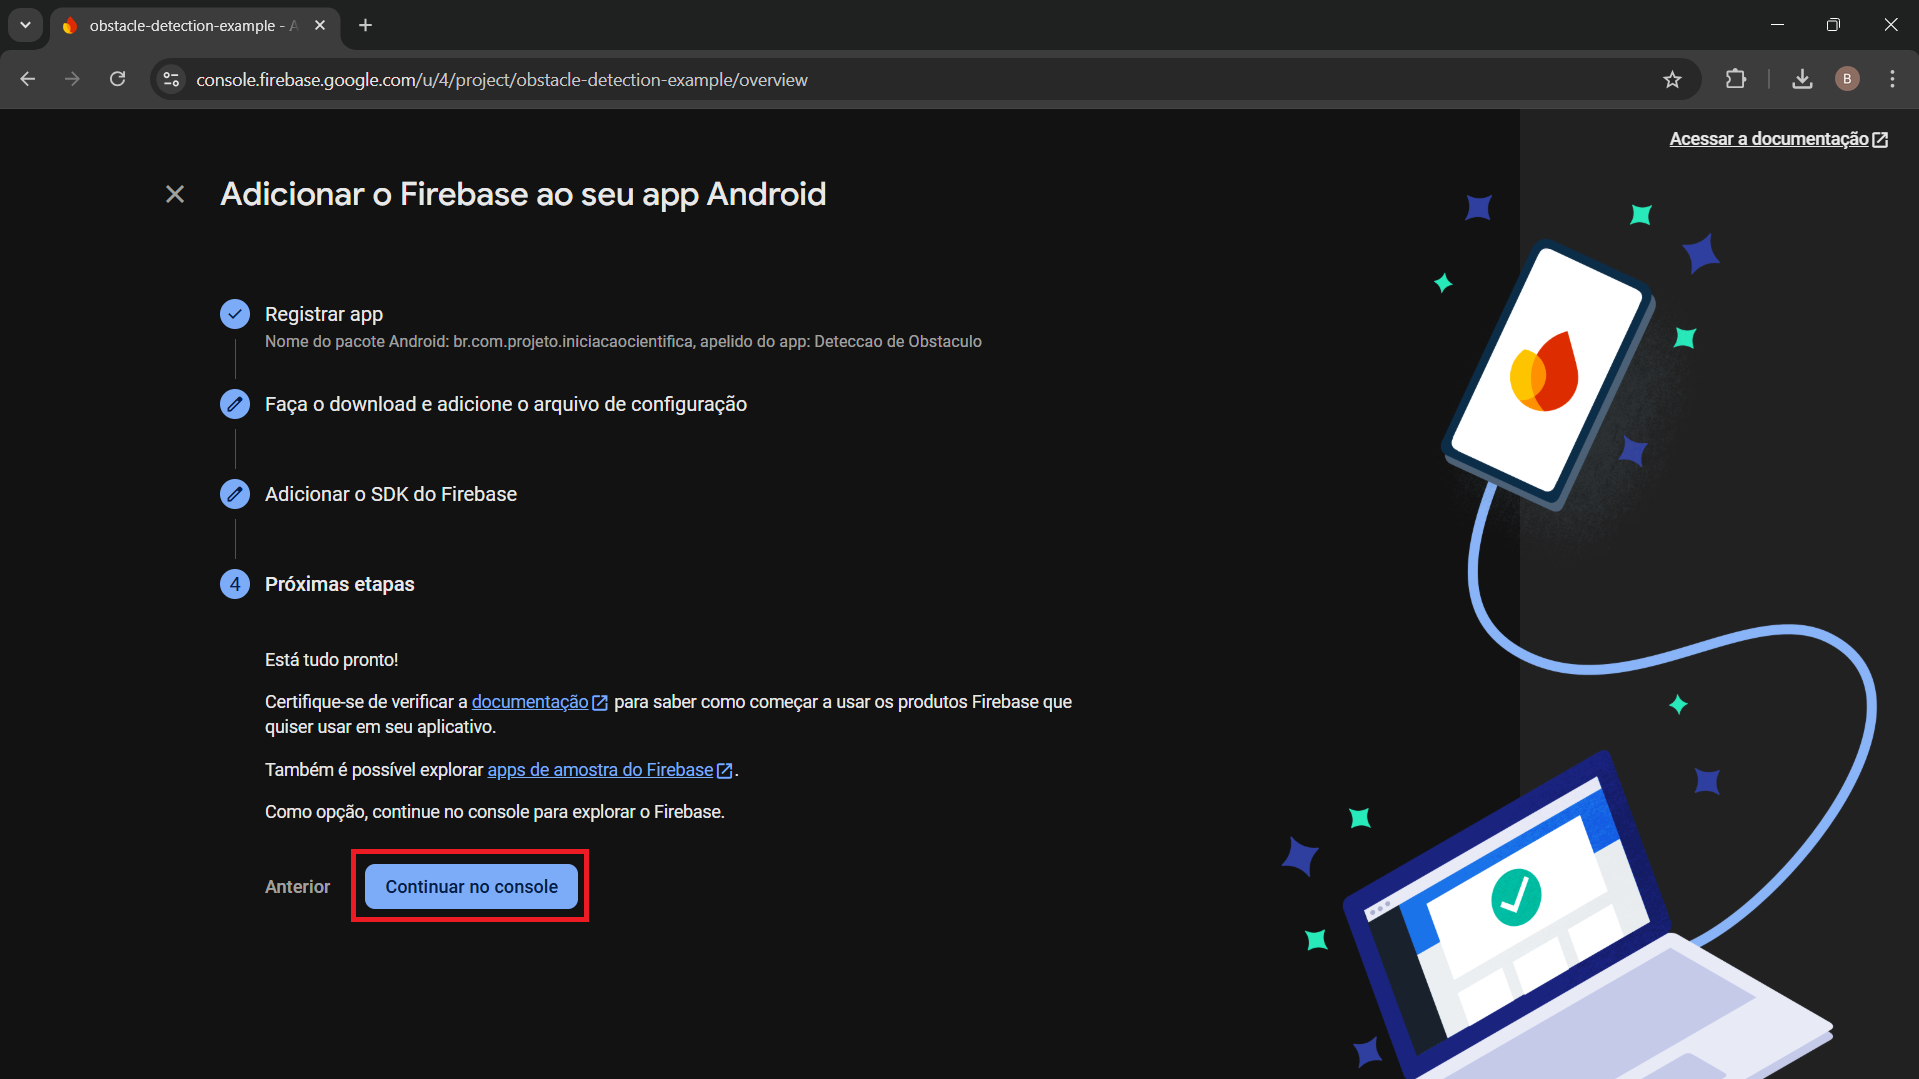 obstacle-detection-example - A
console.firebase.google.com/u/4/project/obstacle-detection-example/overview
B
Acessar a documentação
Adicionar o Firebase ao seu app Android
Registrar app
Nome do pacote Android: br.com.projeto.iniciacaocientifica, apelido do app: Deteccao de Obstaculo
Faça o download e adicione o arquivo de configuração
Adicionar o SDK do Firebase
4 Próximas etapas
Está tudo pronto!
Certifique-se de verificar a documentação para saber como começar a usar os produtos Firebase que
quiser usar em seu aplicativo.
Também é possível explorar apps de amostra do Firebase.
Como opção, continue no console para explorar o Firebase.
Anterior Continuar no console